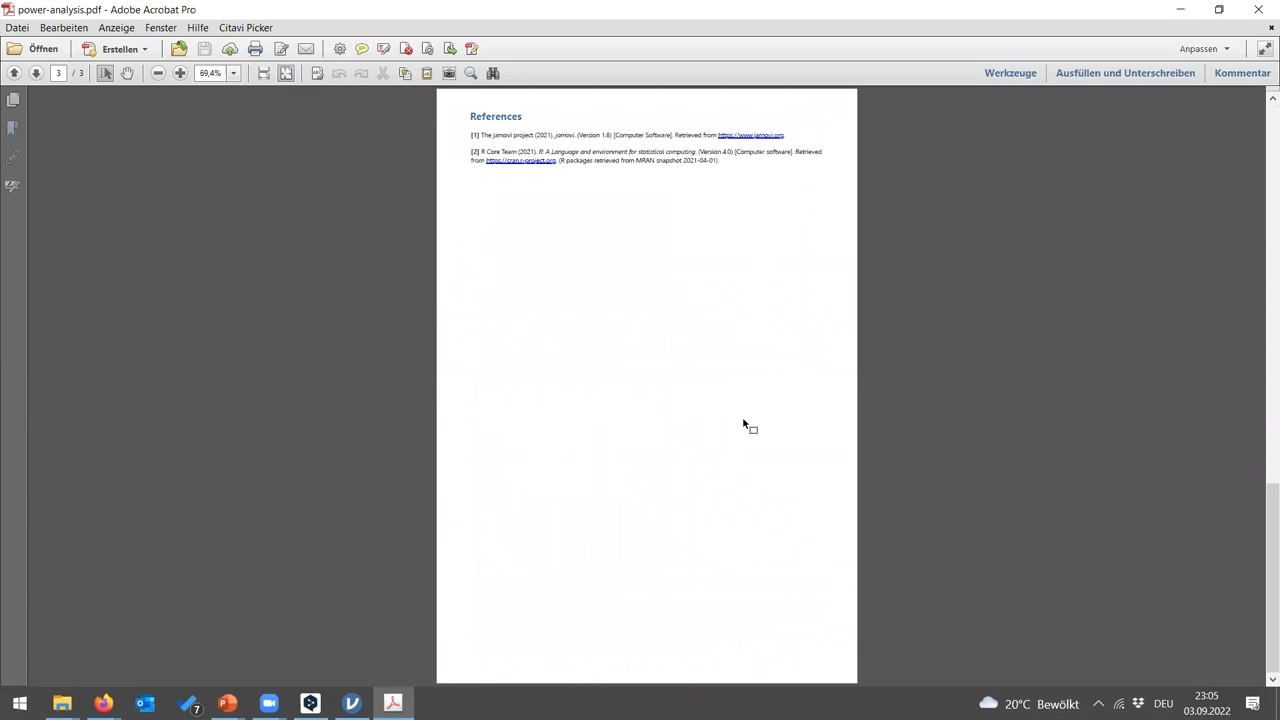 power-analysis.pdf - Adobe Acrobat Pro
Datei Bearbeiten Anzeige Fenster Hilfe Citavi Picker
Öffnen Erstellen Anpassen
3 / 3 69,4% Werkzeuge Ausfüllen und Unterschreiben Kommentar
References
[1] The jamovi project (2021). jamovi. (Version 1.8) [Computer Software]. Retrieved from https://www.jamovi.org.
[2] R Core Team (2021). R: A Language and environment for statistical computing. (Version 4.0) [Computer software]. Retrieved
from https://cran.r-project.org. (R packages retrieved from MRAN snapshot 2021-04-01).
7 20°C Bewölkt DEU 23:05
03.09.2022